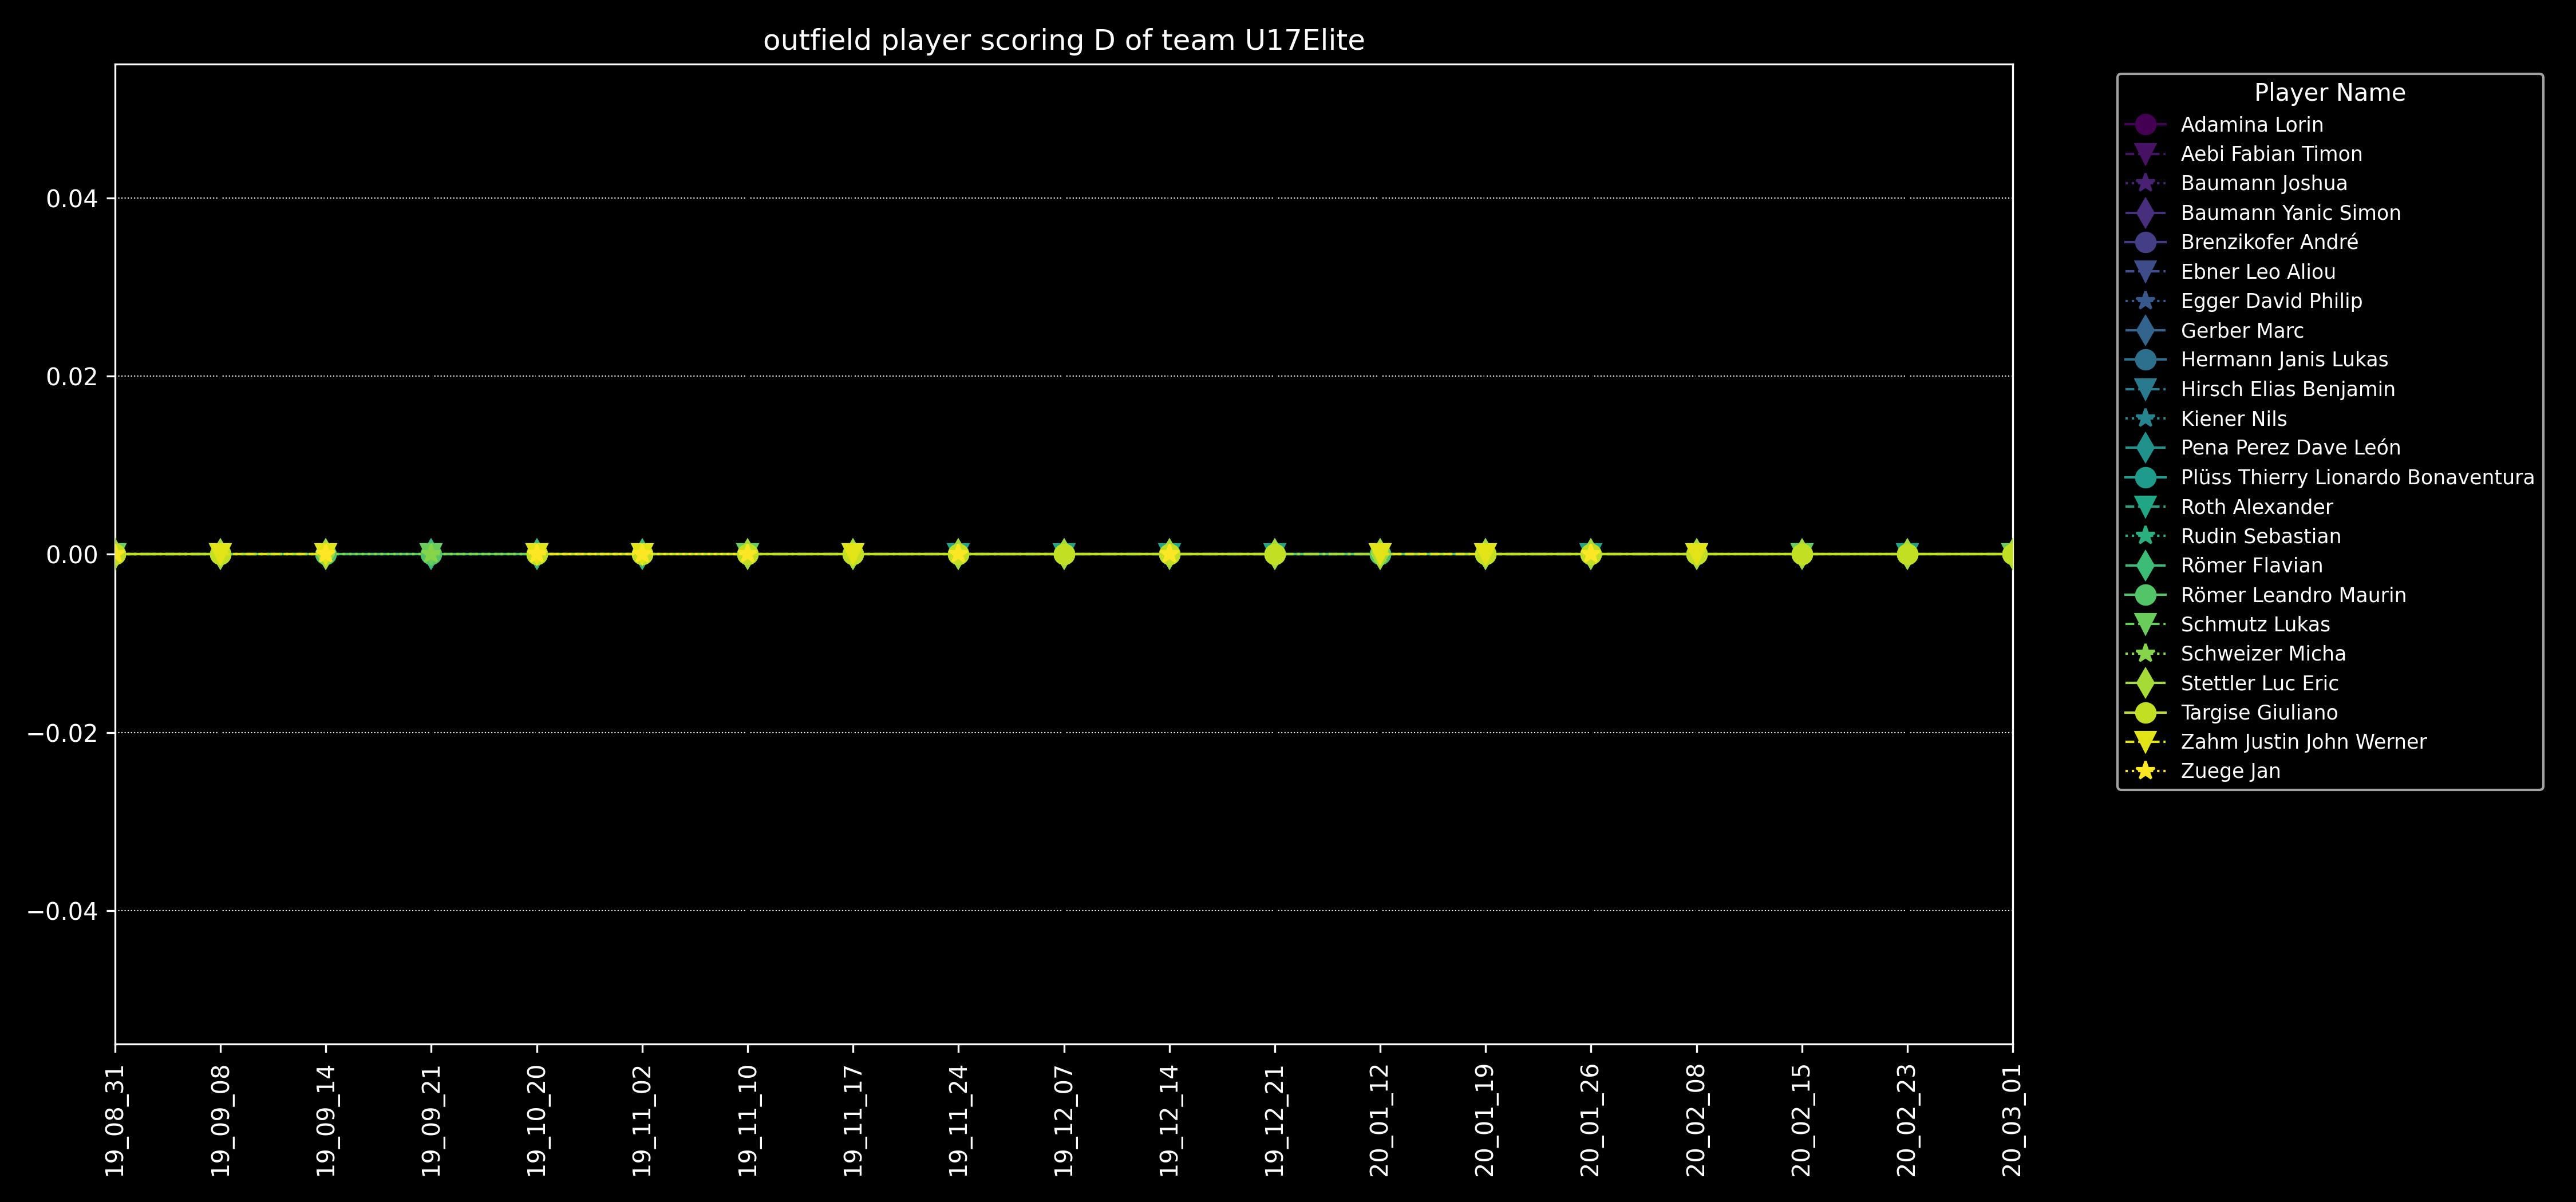 outfield player scoring D of team U17Elite
0.04
0.02
0.00
−0.02
−0.04
19_08_31
19_09_08
19_09_14
19_09_21
19_10_20
19_11_02
19_11_10
19_11_17
19_11_24
19_12_07
19_12_14
19_12_21
20_01_12
20_01_19
20_01_26
20_02_08
20_02_15
20_02_23
20_03_01
Player Name
Adamina Lorin
Aebi Fabian Timon
Baumann Joshua
Baumann Yanic Simon
Brenzikofer André
Ebner Leo Aliou
Egger David Philip
Gerber Marc
Hermann Janis Lukas
Hirsch Elias Benjamin
Kiener Nils
Pena Perez Dave León
Plüss Thierry Lionardo Bonaventura
Roth Alexander
Rudin Sebastian
Römer Flavian
Römer Leandro Maurin
Schmutz Lukas
Schweizer Micha
Stettler Luc Eric
Targise Giuliano
Zahm Justin John Werner
Zuege Jan